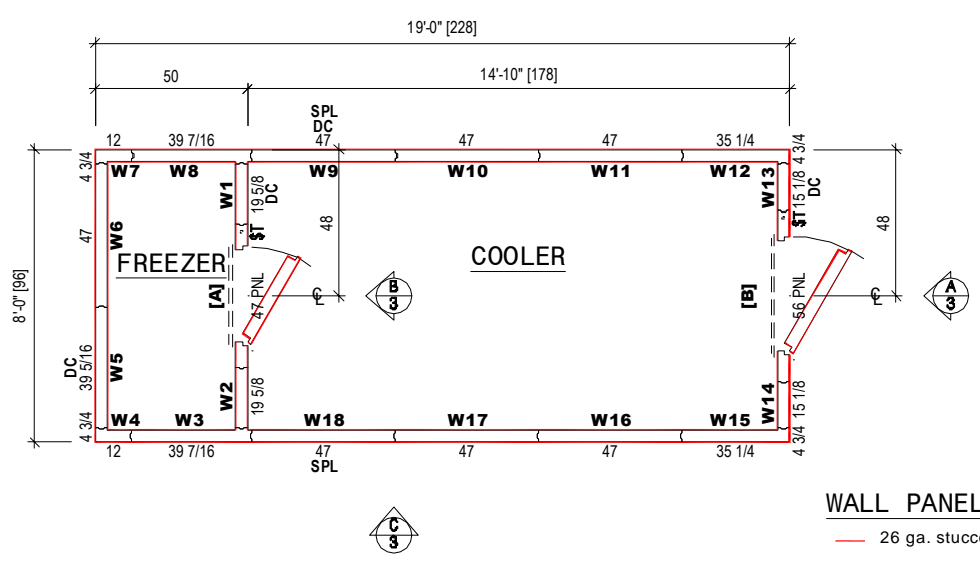 19'-0" [228]
50
14'-10" [178]
SPL
DC
12
39 7/16
47
47
47
35 1/4
4 3/4
4 3/4
W7
W8
W1
W9
W10
W11
W12
W13
19 5/8
DC
15 1/8
DC
48
48
47
W6
ST
ST
FREEZER
COOLER
8'-0" [96]
[A]
47 PNL
CL
B
3
[B]
56 PNL
CL
A
3
DC
39 5/16
W5
W2
19 5/8
W14
15 1/8
4 3/4
W4
W3
W18
W17
W16
W15
4 3/4
12
39 7/16
47
47
47
35 1/4
SPL
C
3
WALL PANEL
26 ga. stucc